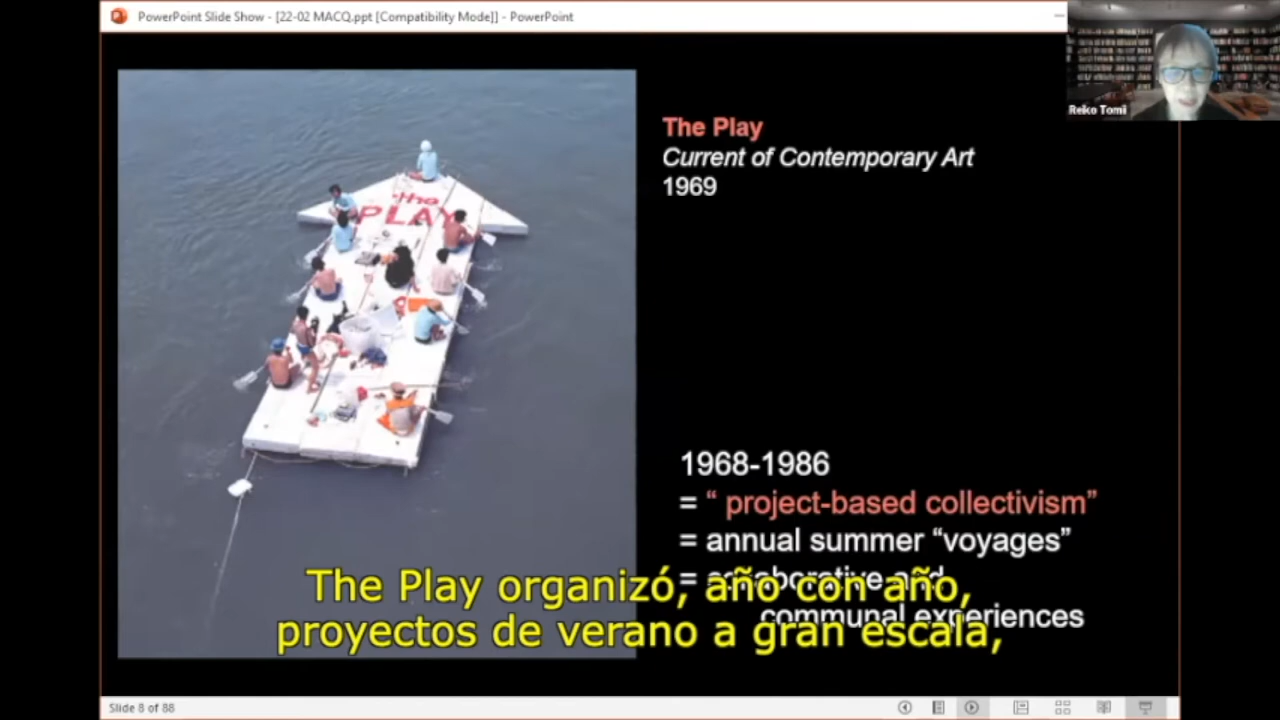 PowerPoint Slide Show - [22-02 MACQ.ppt [Compatibility Mode]] - PowerPoint
Reiko Tomii
The Play
Current of Contemporary Art
1969
the
PLAY
1968-1986
= “ project-based collectivism”
= annual summer “voyages”
= collaborative and
communal experiences
The Play organizó, año con año,
proyectos de verano a gran escala,
Slide 8 of 88